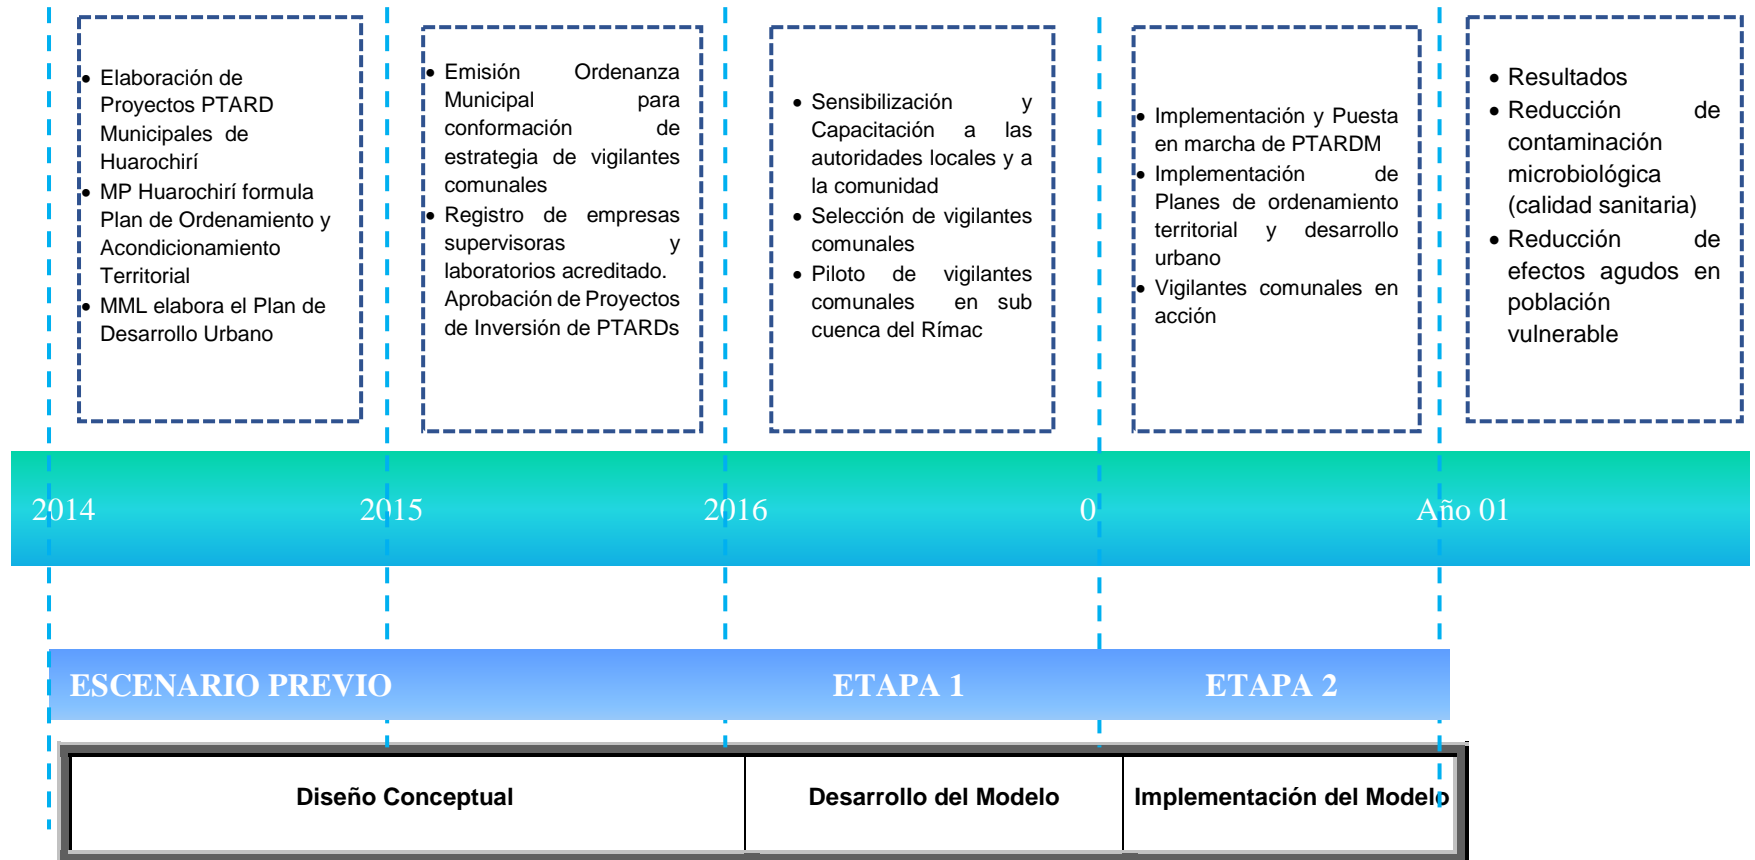 Elaboración de
Proyectos PTARD
Municipales de
Huarochirí
MP Huarochirí formula
Plan de Ordenamiento y
Acondicionamiento
Territorial
MML elabora el Plan de
Desarrollo Urbano
Emisión Ordenanza
Municipal para
conformación de
estrategia de vigilantes
comunales
Registro de empresas
supervisoras y
laboratorios acreditado.
Aprobación de Proyectos
de Inversión de PTARDs
Sensibilización y
Capacitación a las
autoridades locales y a
la comunidad
Selección de vigilantes
comunales
Piloto de vigilantes
comunales en sub
cuenca del Rímac
Implementación y Puesta
en marcha de PTARDM
Implementación de
Planes de ordenamiento
territorial y desarrollo
urbano
Vigilantes comunales en
acción
Resultados
Reducción de
contaminación
microbiológica
(calidad sanitaria)
Reducción de
efectos agudos en
población
vulnerable
2014 2015 2016 0 Año 01
ESCENARIO PREVIO ETAPA 1 ETAPA 2
Diseño Conceptual Desarrollo del Modelo Implementación del Modelo